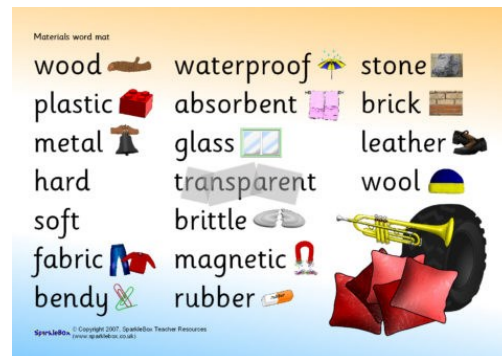 Materials word mat
wood waterproof stone
plastic absorbent brick
metal glass leather
hard transparent wool
soft brittle
fabric magnetic
bendy rubber
SparkleBox © Copyright 2007, SparkleBox Teacher Resources
(www.sparklebox.co.uk)